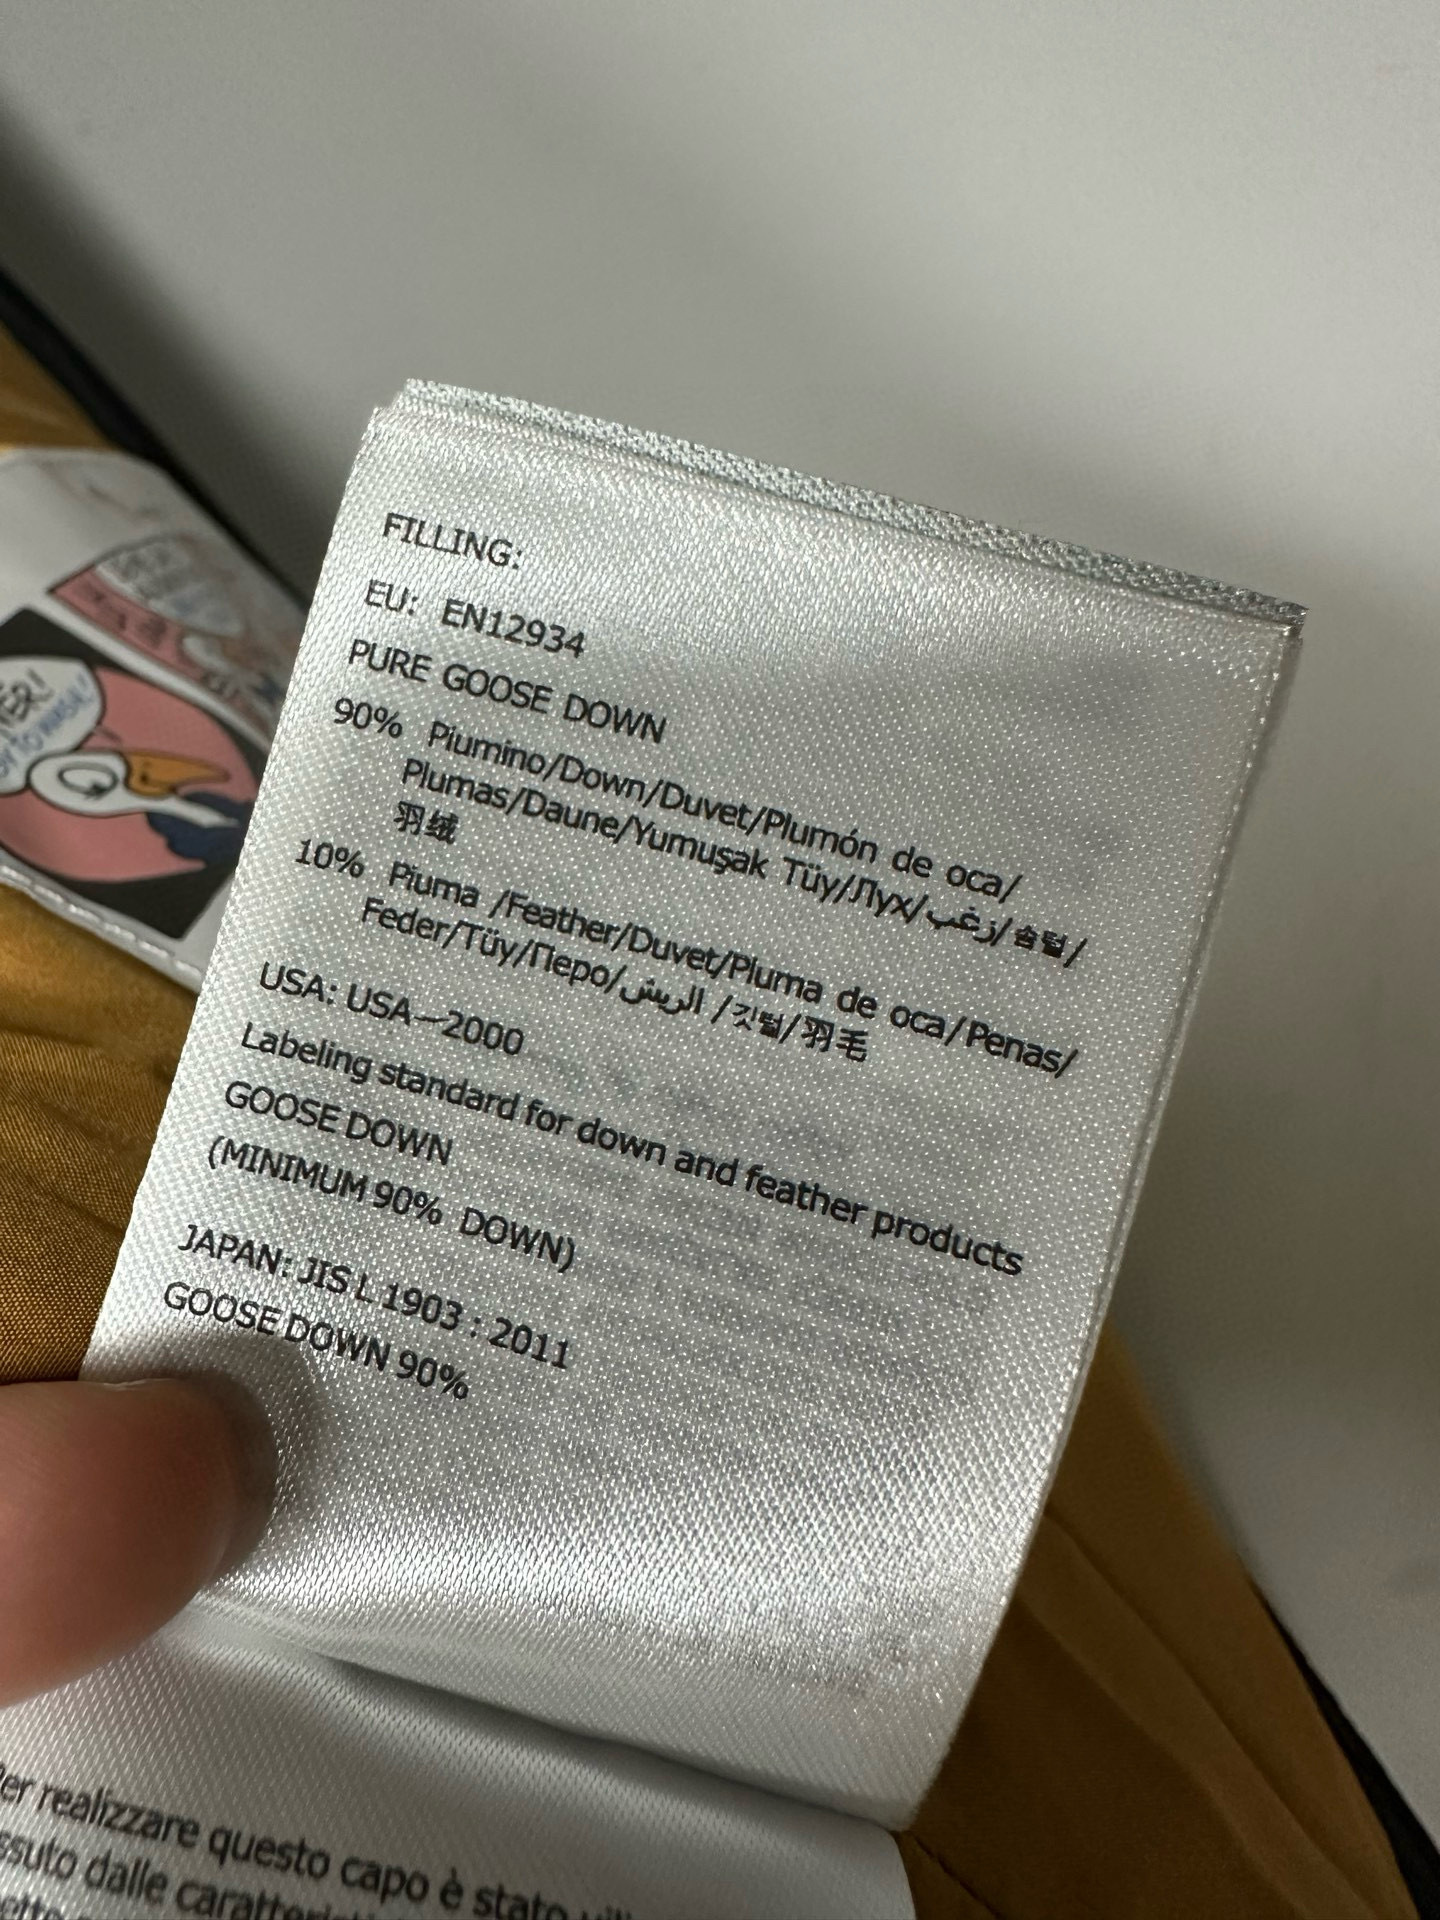 FILLING:
EU: EN12934
PURE GOOSE DOWN
90% Piumino/Down/Duvet/Plumón de oca/
Plumas/Daune/Yumuşak Tüy/Пух/زغب/솜털/
羽绒
10% Piuma /Feather/Duvet/Pluma de oca/Penas/
Feder/Tüy/Перо/الريش /깃털/羽毛
USA: USA-2000
Labeling standard for down and feather products
GOOSE DOWN
(MINIMUM 90% DOWN)
JAPAN: JIS L 1903 : 2011
GOOSE DOWN 90%
realizzare questo capo è stato
dalle